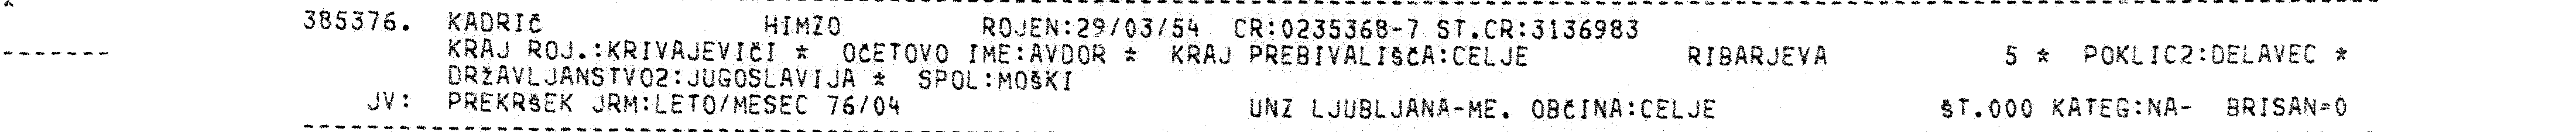 385376. KADRIČ HIMZO ROJEN:29/03/54 CR:0235368-7 ST.CR:3136983
KRAJ ROJ.:KRIVAJEVIČI * OČETOVO IME:AVDOR * KRAJ PREBIVALIŠČA:CELJE RIBARJEVA 5 * POKLIC2:DELAVEC *
DRŽAVLJANSTVO2:JUGOSLAVIJA * SPOL:MOŠKI
JV: PREKRŠEK JRM:LETO/MESEC 76/04 UNZ LJUBLJANA-ME. OBČINA:CELJE ŠT.000 KATEG:NA- BRISAN=0